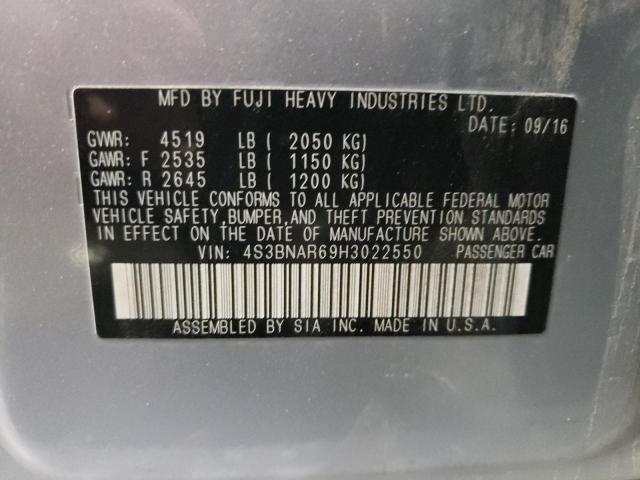 MFD BY FUJI HEAVY INDUSTRIES LTD.
DATE: 09/16
GVWR: 4519 LB ( 2050 KG)
GAWR: F 2535 LB ( 1150 KG)
GAWR: R 2645 LB ( 1200 KG)
THIS VEHICLE CONFORMS TO ALL APPLICABLE FEDERAL MOTOR
VEHICLE SAFETY,BUMPER,AND THEFT PREVENTION STANDARDS
IN EFFECT ON THE DATE OF MANUFACTURE SHOWN ABOVE.
VIN: 4S3BNAR69H3022550 PASSENGER CAR
ASSEMBLED BY SIA INC. MADE IN U.S.A.